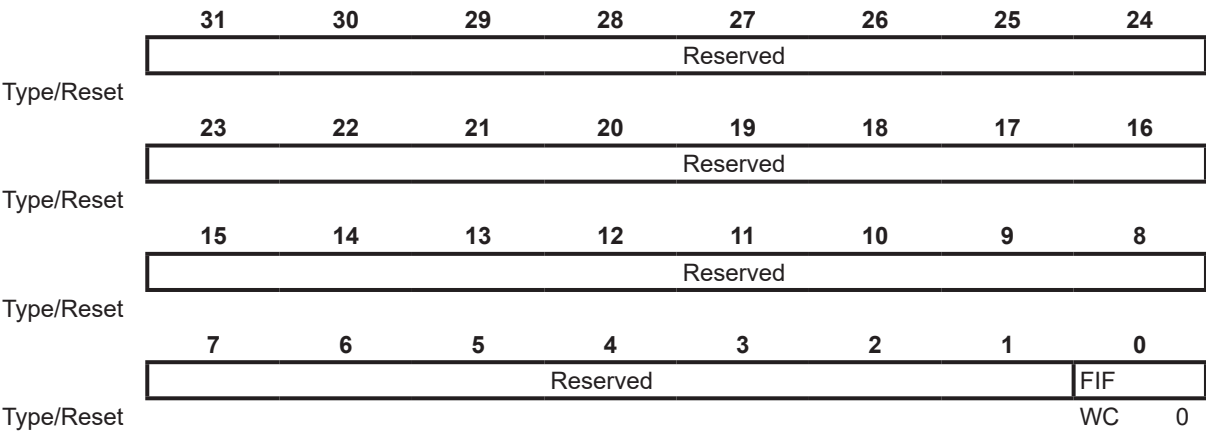 31 30 29 28 27 26 25 24
Reserved
Type/Reset
23 22 21 20 19 18 17 16
Reserved
Type/Reset
15 14 13 12 11 10 9 8
Reserved
Type/Reset
7 6 5 4 3 2 1 0
Reserved FIF
Type/Reset WC 0